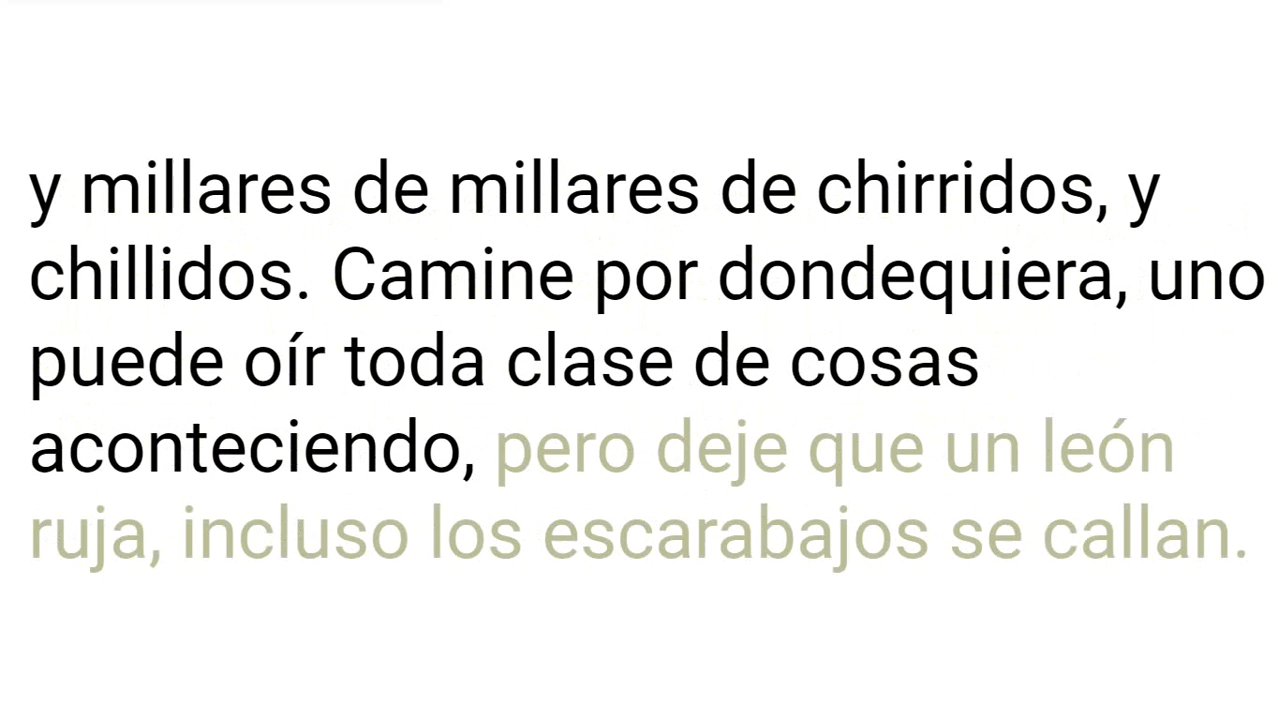 y millares de millares de chirridos, y
chillidos. Camine por dondequiera, uno
puede oír toda clase de cosas
aconteciendo, pero deje que un león
ruja, incluso los escarabajos se callan.